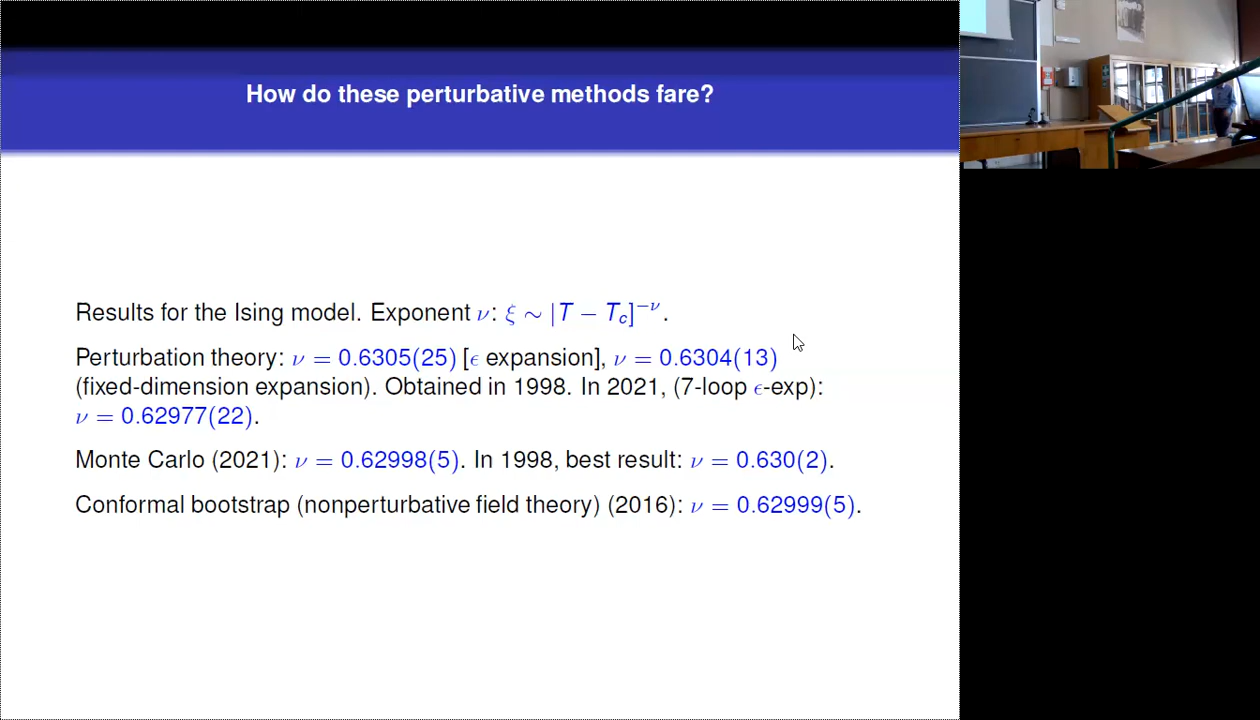 How do these perturbative methods fare?
Results for the Ising model. Exponent ν: ξ ∼ |T − T_c]^{−ν}.
Perturbation theory: ν = 0.6305(25) [ϵ expansion], ν = 0.6304(13)
(fixed-dimension expansion). Obtained in 1998. In 2021, (7-loop ϵ-exp):
ν = 0.62977(22).
Monte Carlo (2021): ν = 0.62998(5). In 1998, best result: ν = 0.630(2).
Conformal bootstrap (nonperturbative field theory) (2016): ν = 0.62999(5).